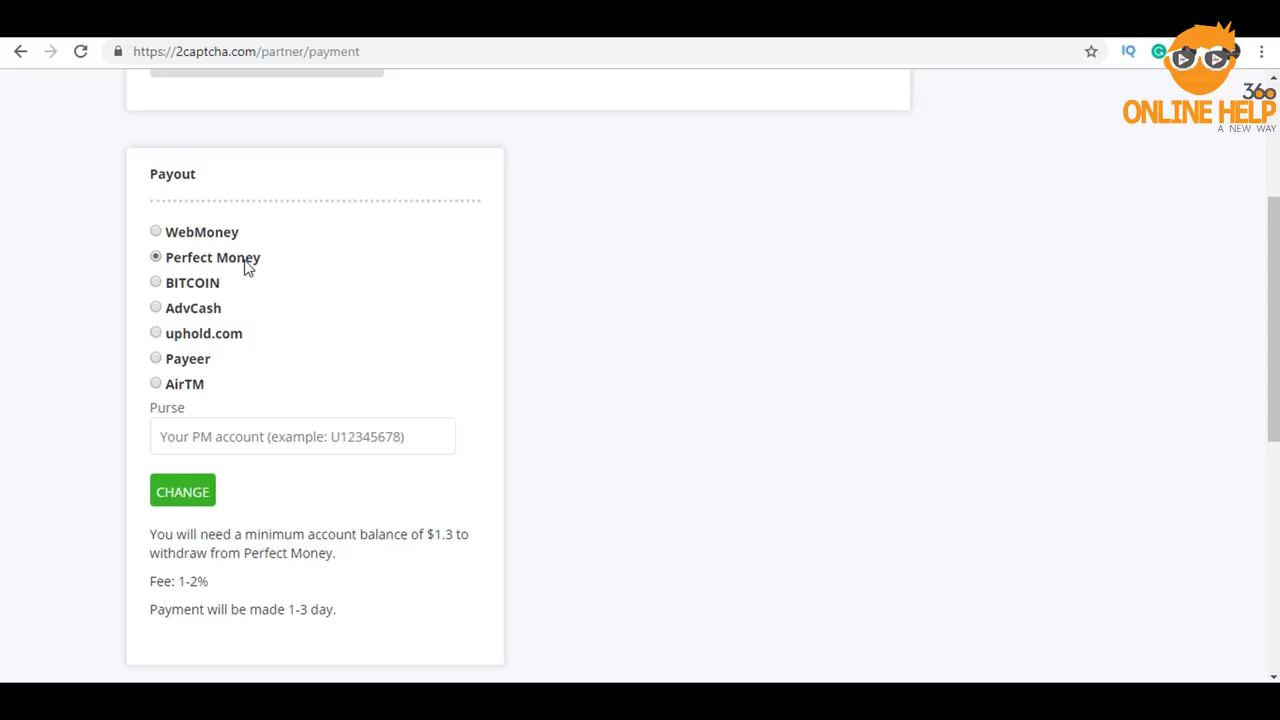 https://2captcha.com/partner/payment
IQ
360
ONLINE HELP
A NEW WAY
Payout
WebMoney
Perfect Money
BITCOIN
AdvCash
uphold.com
Payeer
AirTM
Purse
Your PM account (example: U12345678)
CHANGE
You will need a minimum account balance of $1.3 to
withdraw from Perfect Money.
Fee: 1-2%
Payment will be made 1-3 day.